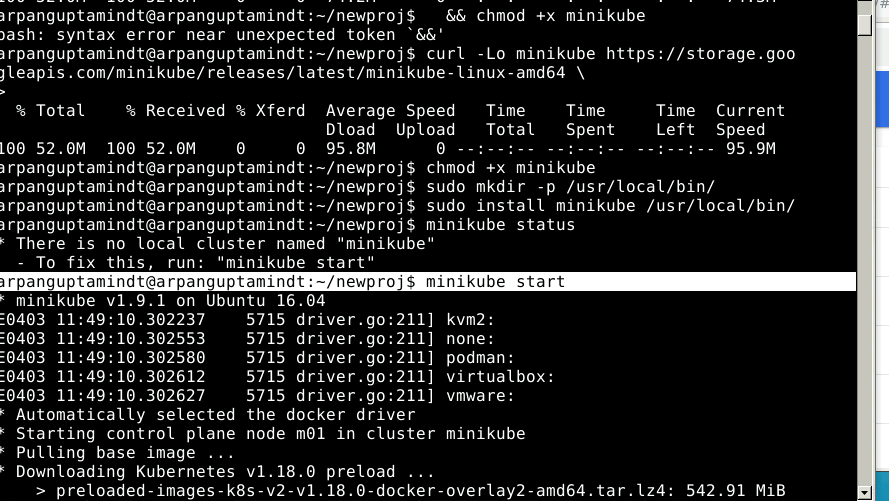 arpanguptamindt@arpanguptamindt:~/newproj$   && chmod +x minikube
bash: syntax error near unexpected token `&&'
arpanguptamindt@arpanguptamindt:~/newproj$ curl -Lo minikube https://storage.goo
gleapis.com/minikube/releases/latest/minikube-linux-amd64 \
>
  % Total    % Received % Xferd  Average Speed   Time    Time     Time  Current
                                 Dload  Upload   Total   Spent    Left  Speed
100 52.0M  100 52.0M    0     0  95.8M      0 --:--:-- --:--:-- --:--:-- 95.9M
arpanguptamindt@arpanguptamindt:~/newproj$ chmod +x minikube
arpanguptamindt@arpanguptamindt:~/newproj$ sudo mkdir -p /usr/local/bin/
arpanguptamindt@arpanguptamindt:~/newproj$ sudo install minikube /usr/local/bin/
arpanguptamindt@arpanguptamindt:~/newproj$ minikube status
* There is no local cluster named "minikube"
  - To fix this, run: "minikube start"
arpanguptamindt@arpanguptamindt:~/newproj$ minikube start
* minikube v1.9.1 on Ubuntu 16.04
E0403 11:49:10.302237    5715 driver.go:211] kvm2:
E0403 11:49:10.302553    5715 driver.go:211] none:
E0403 11:49:10.302580    5715 driver.go:211] podman:
E0403 11:49:10.302612    5715 driver.go:211] virtualbox:
E0403 11:49:10.302627    5715 driver.go:211] vmware:
* Automatically selected the docker driver
* Starting control plane node m01 in cluster minikube
* Pulling base image ...
* Downloading Kubernetes v1.18.0 preload ...
    > preloaded-images-k8s-v2-v1.18.0-docker-overlay2-amd64.tar.lz4: 542.91 MiB